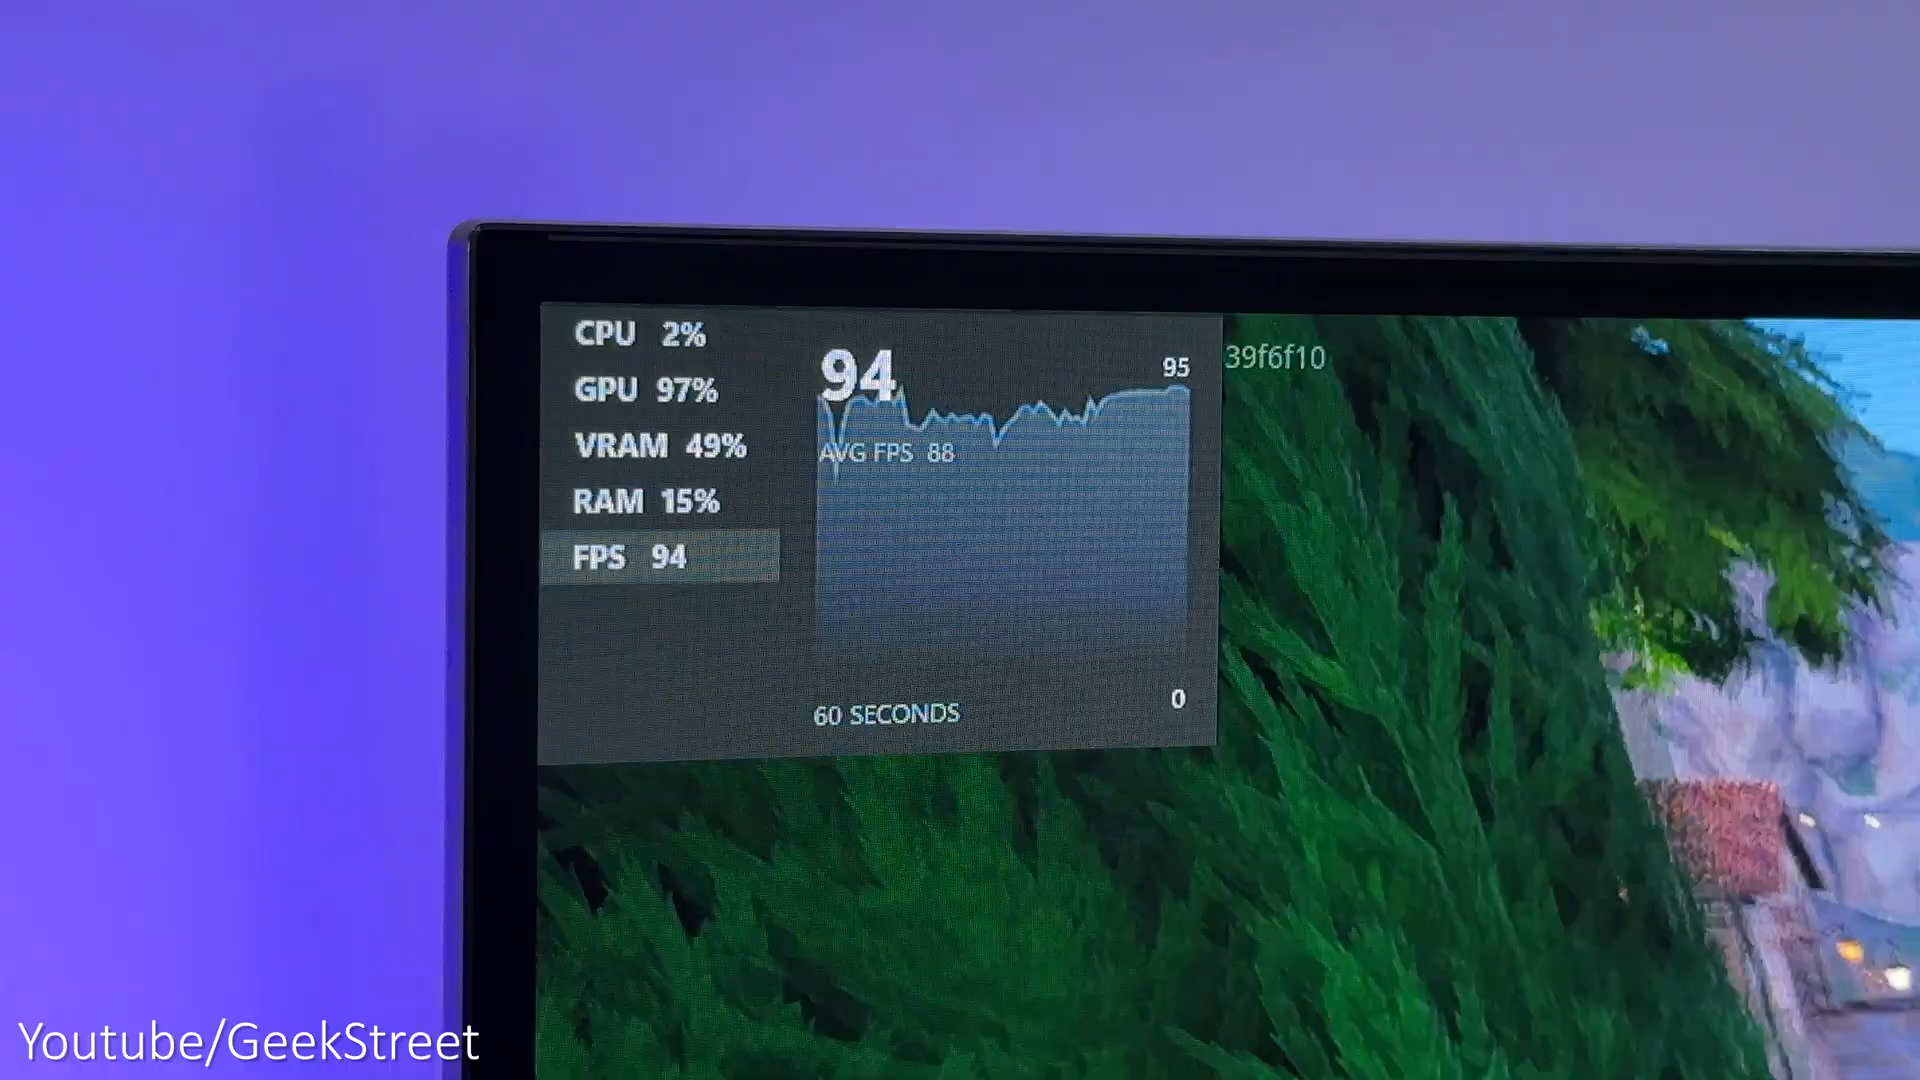 CPU 2%
GPU 97%
VRAM 49%
RAM 15%
FPS 94
94
95
AVG FPS 88
60 SECONDS
0
39f6f10
Youtube/GeekStreet